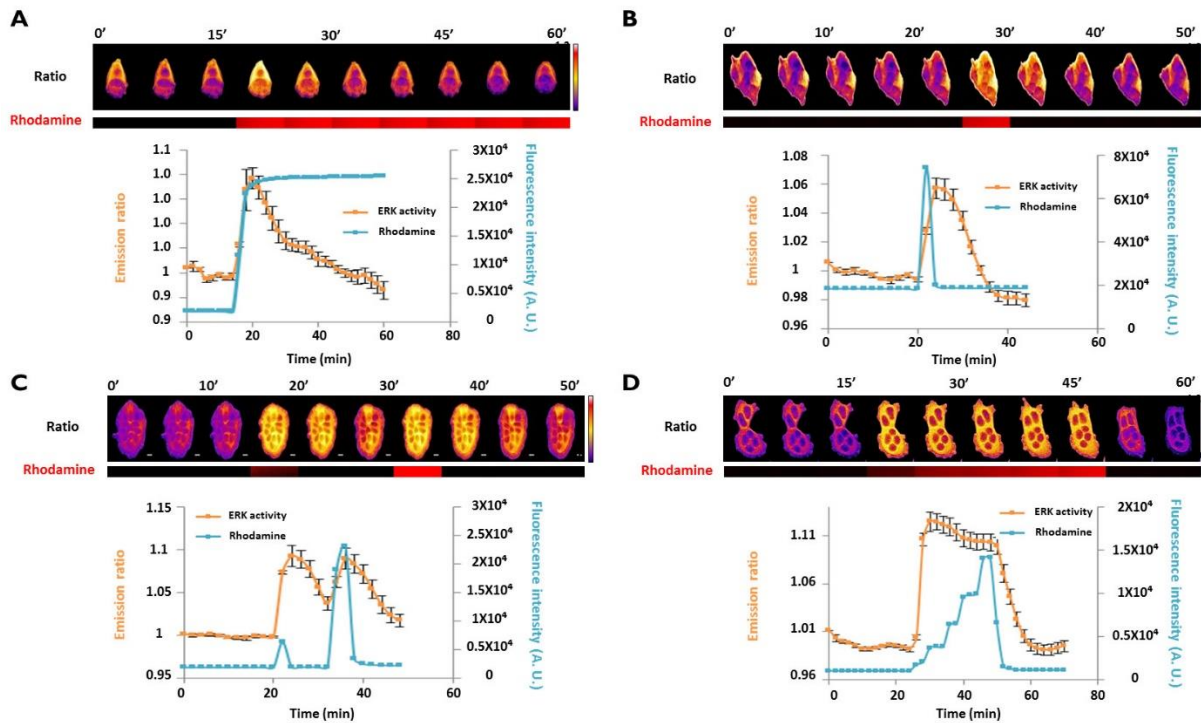 A
0' 15' 30' 45' 60'
Ratio
Rhodamine
Emission ratio
1.1
1.0
1.0
1.0
1.0
1
0.9
0.9
ERK activity
Rhodamine
3X10⁴
2.5X10⁴
2X10⁴
1.5X10⁴
1X10⁴
0.5X10⁴
0
Fluorescence intensity (A. U.)
0 20 40 60 80
Time (min)
B
0' 10' 20' 30' 40' 50'
Ratio
Rhodamine
Emission ratio
1.08
1.06
1.04
1.02
1
0.98
0.96
ERK activity
Rhodamine
8X10⁴
6X10⁴
4X10⁴
2X10⁴
0
Fluorescence intensity (A. U.)
0 20 40 60
Time (min)
C
0' 10' 20' 30' 40' 50'
Ratio
Rhodamine
Emission ratio
1.15
1.10
1.05
1
0.95
ERK activity
Rhodamine
3X10⁴
2.5X10⁴
2X10⁴
1.5X10⁴
1X10⁴
0.5X10⁴
0
Fluorescence intensity (A. U.)
0 20 40 60
Time (min)
D
0' 15' 30' 45' 60'
Ratio
Rhodamine
Emission ratio
1.11
1.06
1.01
0.96
ERK activity
Rhodamine
2X10⁴
1.5X10⁴
1X10⁴
0.5X10⁴
0
Fluorescence intensity (A. U.)
0 20 40 60 80
Time (min)